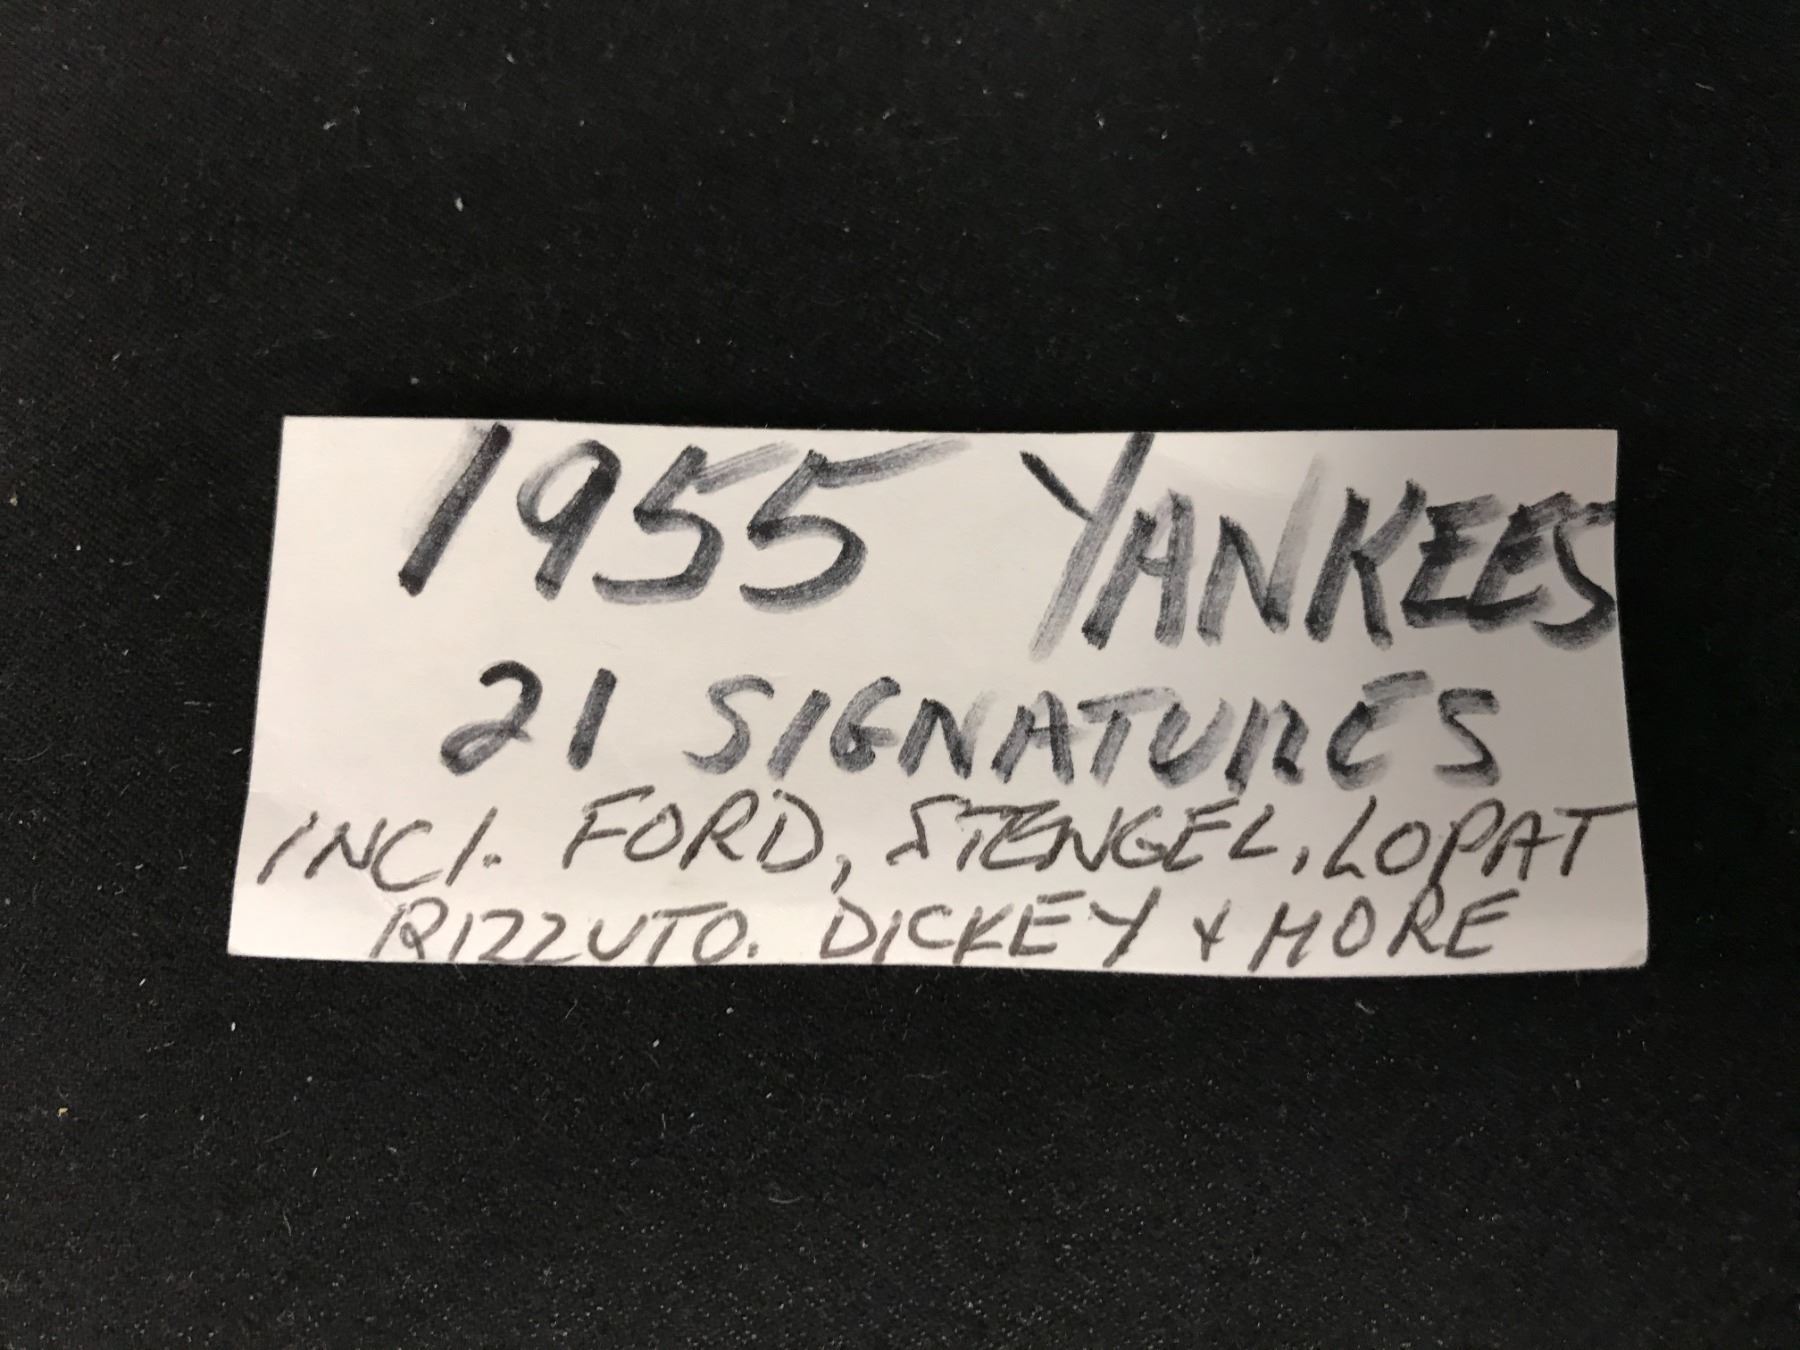 1955 YANKEES
21 SIGNATURES
INCl. FORD, STENGEL, LOPAT
RIZZUTO. DICKEY + MORE